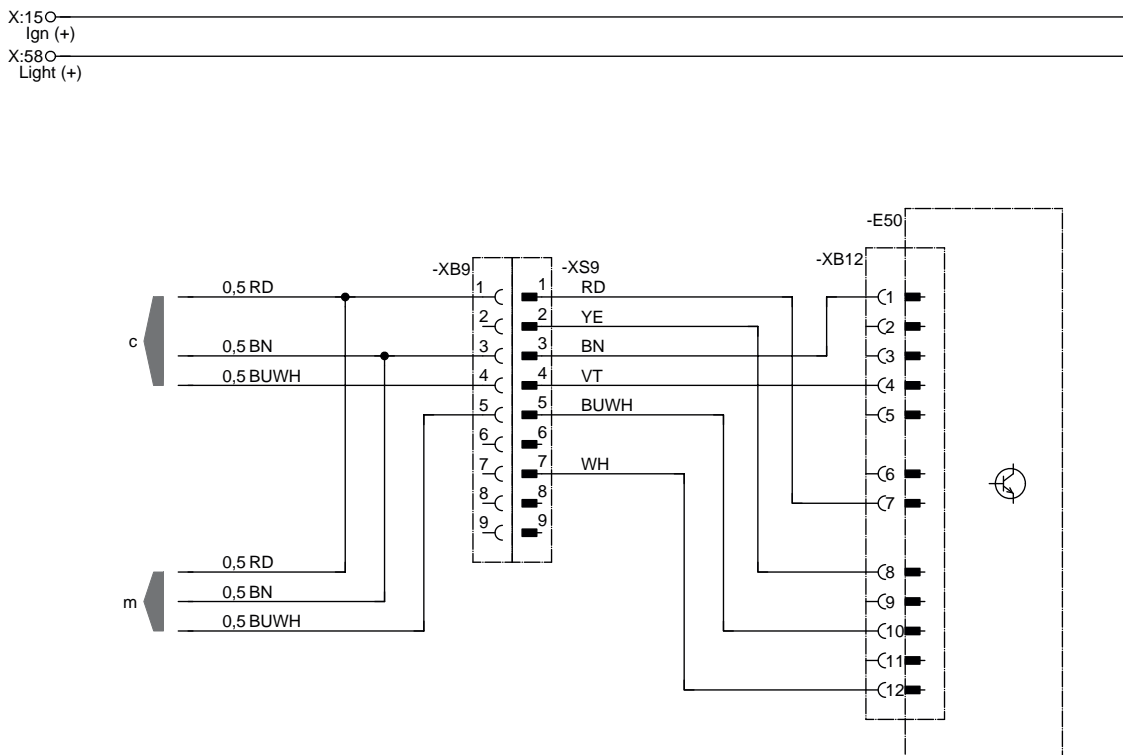 X:15
Ign (+)
X:58
Light (+)
-E50
-XB9 -XS9 -XB12
0,5 RD 1 1 RD 1
2 2 YE 2
0,5 BN 3 3 BN 3
c
0,5 BUWH 4 4 VT 4
5 5 BUWH 5
6 6
7 7 WH 6
8 8 7
9 9
0,5 RD 8
m 0,5 BN 9
0,5 BUWH 10
11
12